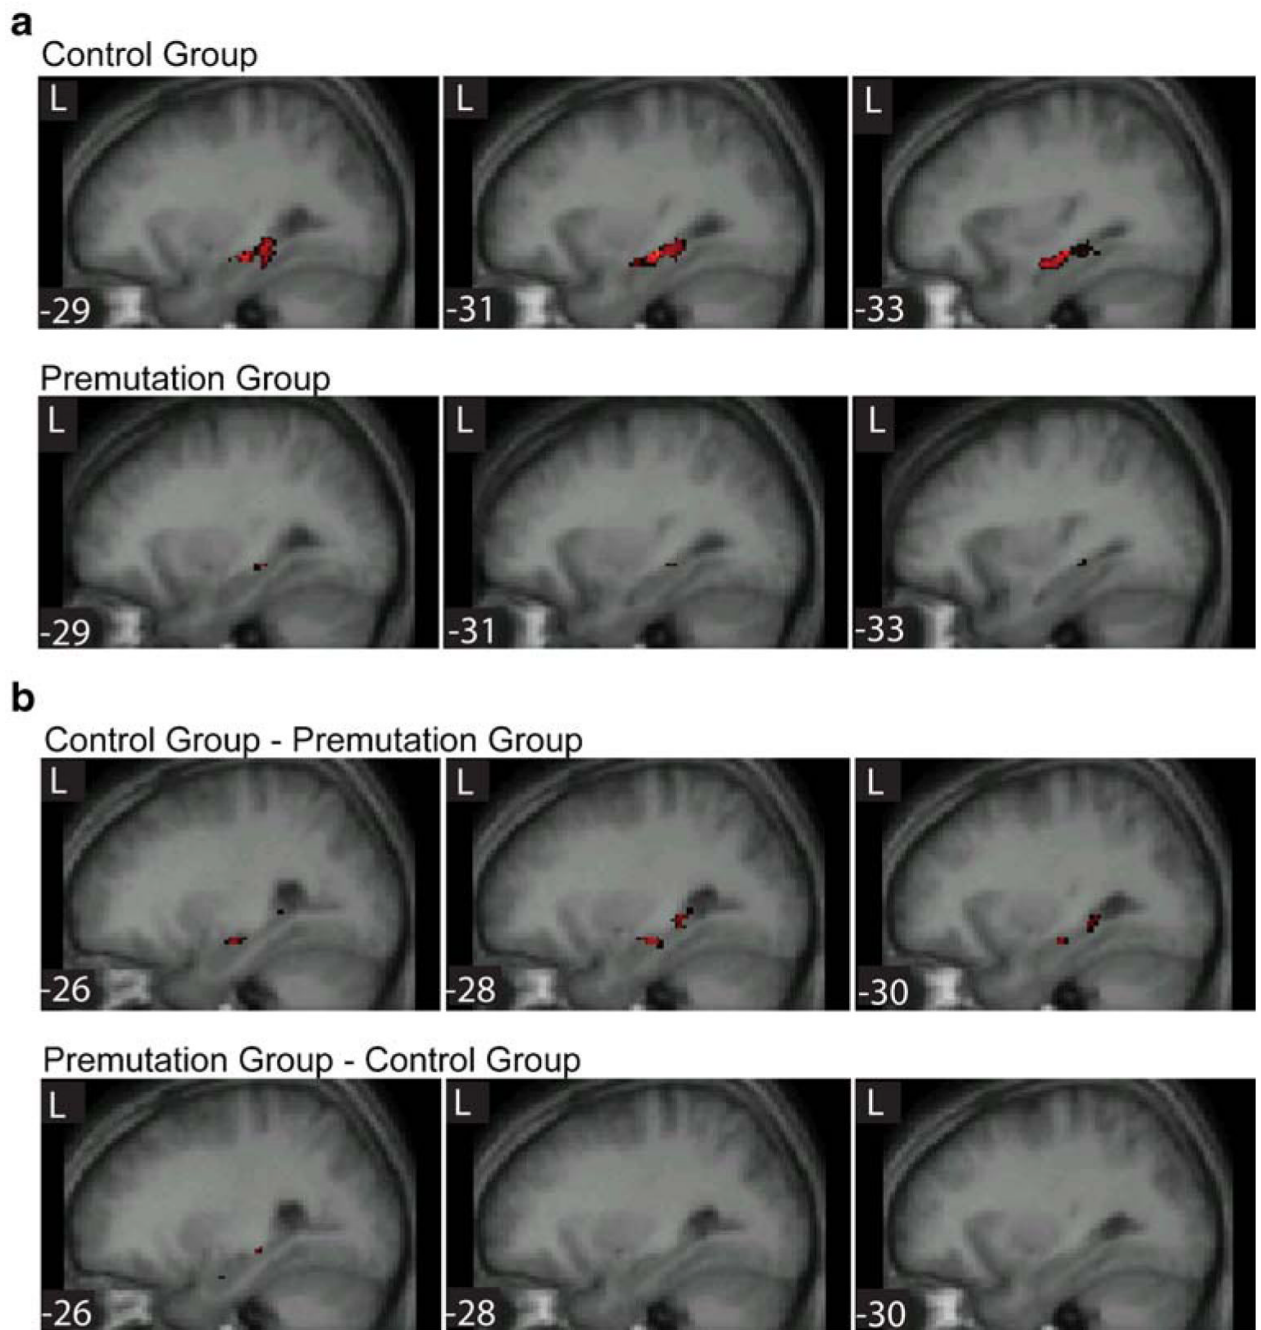 a
Control Group
L L L
-29 -31 -33
Premutation Group
L L L
-29 -31 -33
b
Control Group - Premutation Group
L L L
-26 -28 -30
Premutation Group - Control Group
L L L
-26 -28 -30